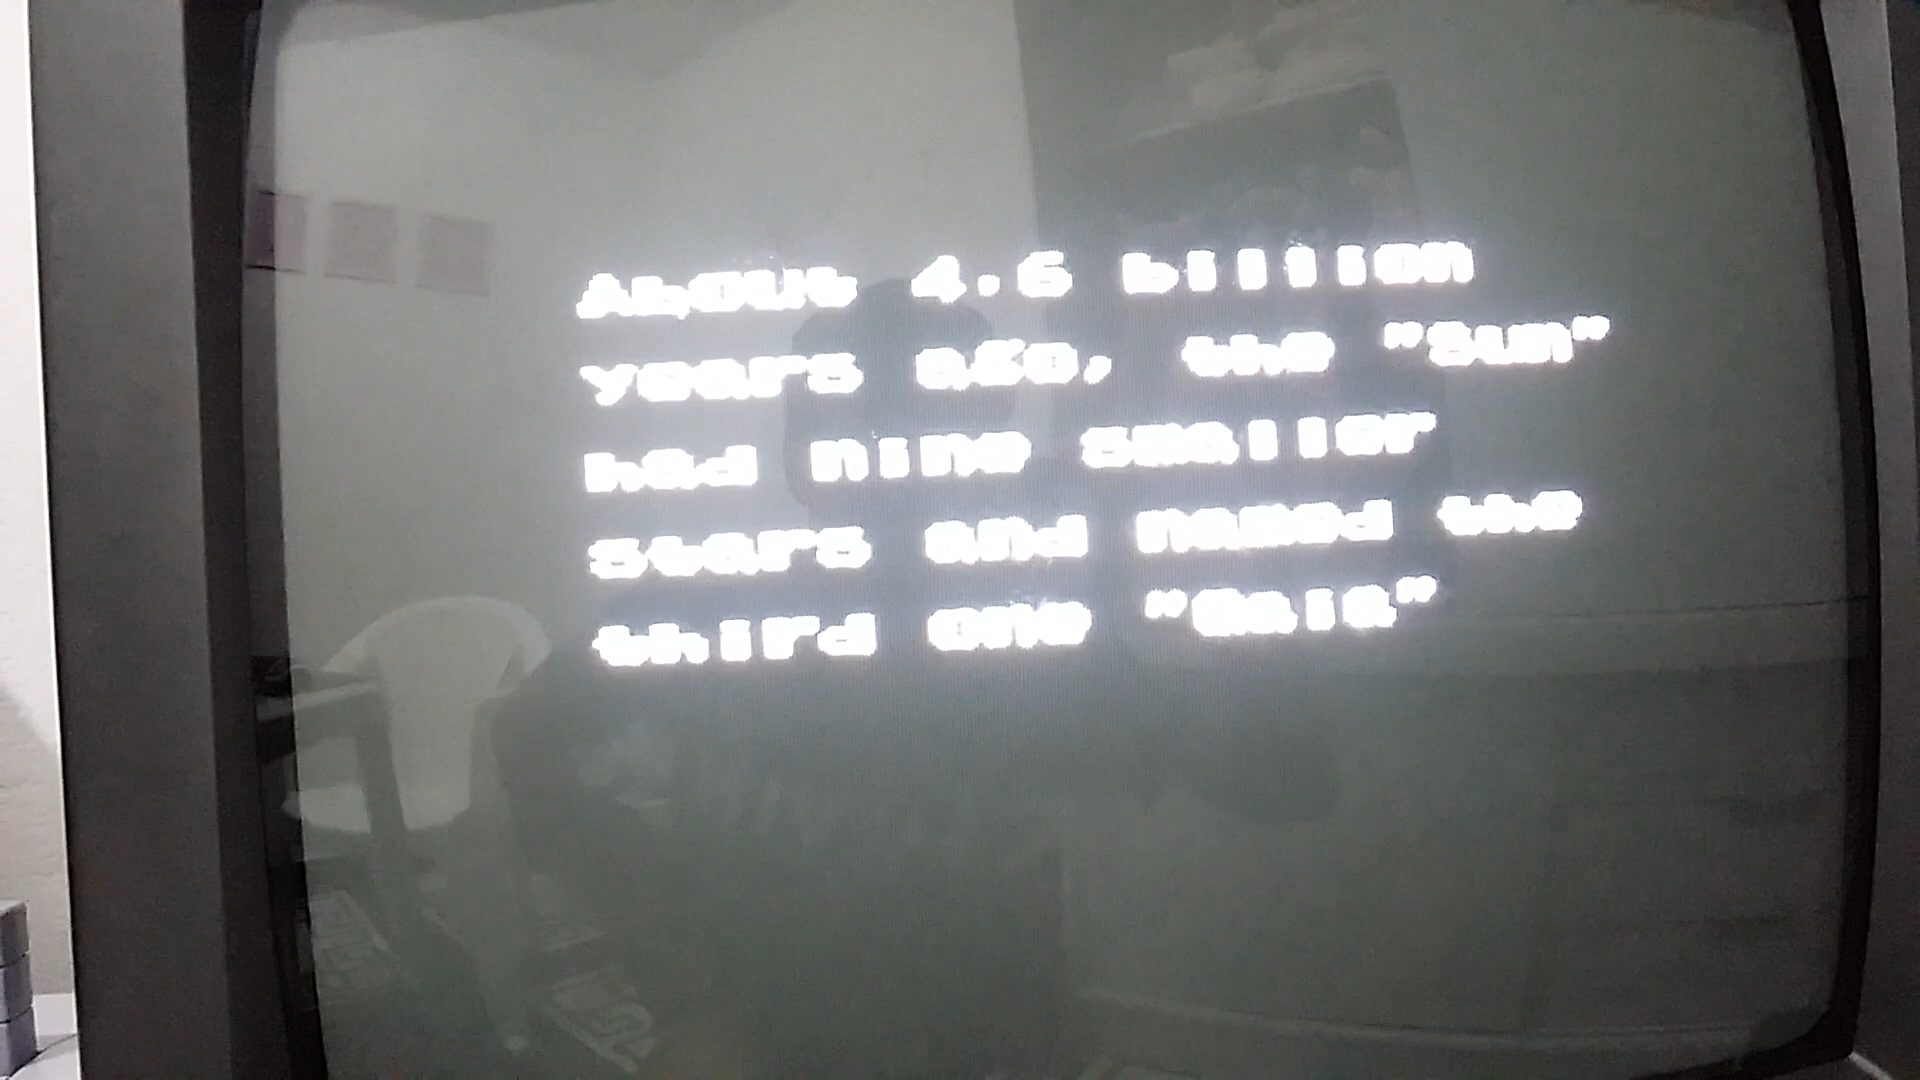 About 4.6 billion
years ago, the "Sun"
had nine smaller
stars and named the
third one "Gaia"